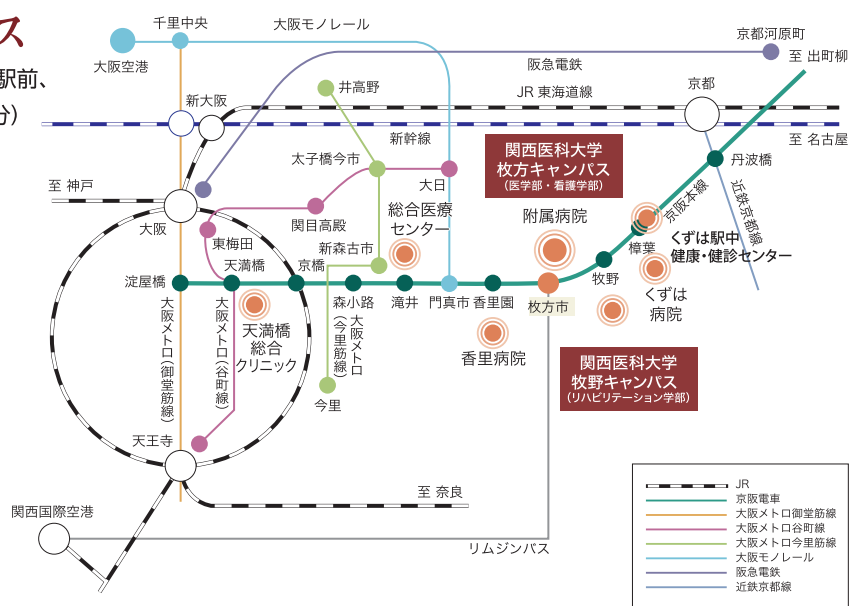 ス
駅前、
分）
千里中央
大阪モノレール
京都河原町
大阪空港
阪急電鉄
至 出町柳
京都
JR 東海道線
新大阪
新幹線
至 名古屋
関西医科大学
枚方キャンパス
（医学部・看護学部）
太子橋今市
井高野
丹波橋
至 神戸
大日
京阪本線
近鉄京都線
総合医療
センター
附属病院
大阪
関目高殿
東梅田
新森古市
樟葉
くずは駅中
健康・健診センター
淀屋橋
天満橋
京橋
牧野
くずは
病院
森小路
滝井
門真市
香里園
枚方市
大阪メトロ（御堂筋線）
大阪メトロ（谷町線）
天満橋
総合
クリニック
大阪メトロ
（今里筋線）
香里病院
関西医科大学
牧野キャンパス
（リハビリテーション学部）
今里
天王寺
至 奈良
関西国際空港
リムジンバス
JR
京阪電車
大阪メトロ御堂筋線
大阪メトロ谷町線
大阪メトロ今里筋線
大阪モノレール
阪急電鉄
近鉄京都線